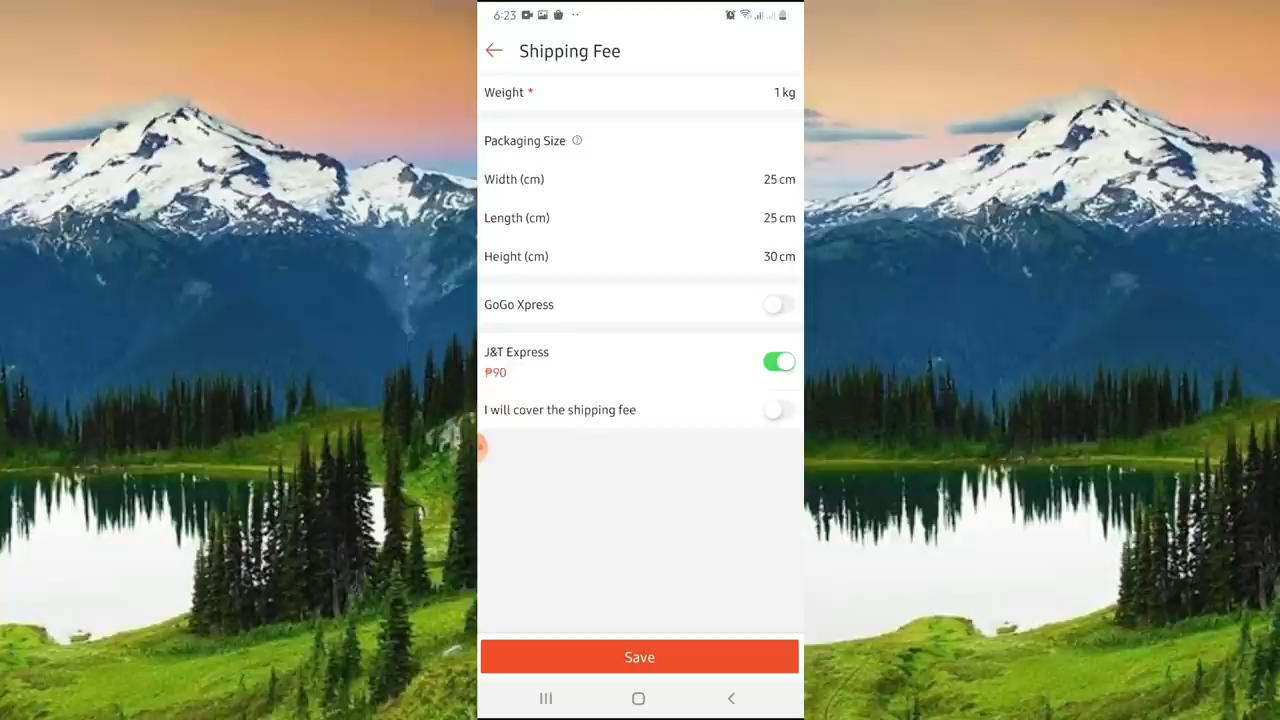 6:23
Shipping Fee
Weight * 1 kg
Packaging Size
Width (cm) 25 cm
Length (cm) 25 cm
Height (cm) 30 cm
GoGo Xpress
J&T Express
₱90
I will cover the shipping fee
Save